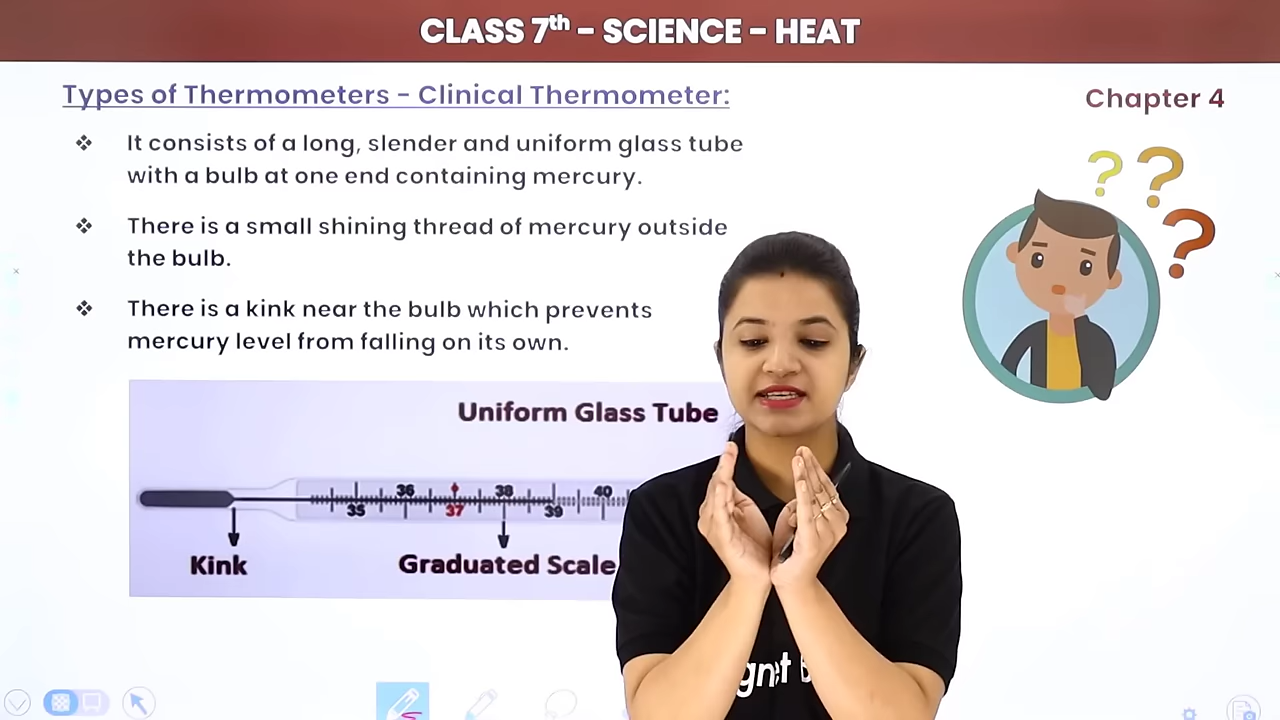 CLASS 7th - SCIENCE - HEAT
Types of Thermometers - Clinical Thermometer:
Chapter 4
❖ It consists of a long, slender and uniform glass tube
with a bulb at one end containing mercury.
❖ There is a small shining thread of mercury outside
the bulb.
❖ There is a kink near the bulb which prevents
mercury level from falling on its own.
? ? ?
Uniform Glass Tube
36 38 40
35 37 39
Kink
Graduated Scale